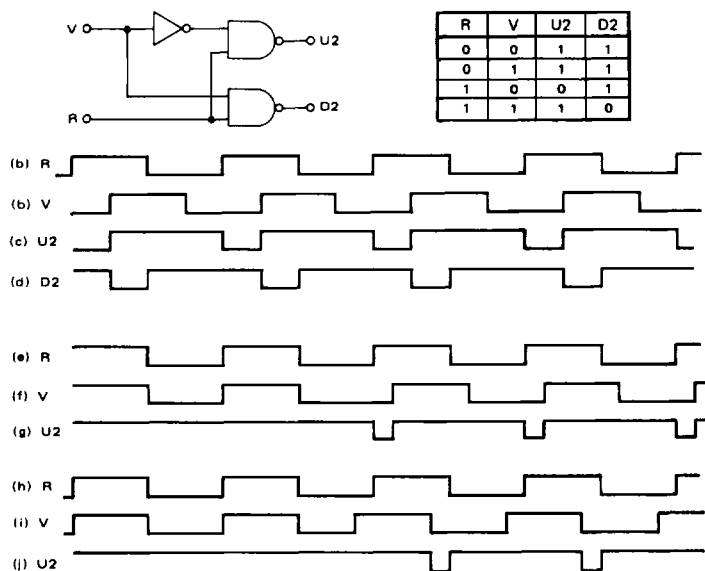 V
U2
R
D2
R V U2 D2
0 0 1 1
0 1 1 1
1 0 0 1
1 1 1 0
(b) R
(b) V
(c) U2
(d) D2
(e) R
(f) V
(g) U2
(h) R
(i) V
(j) U2